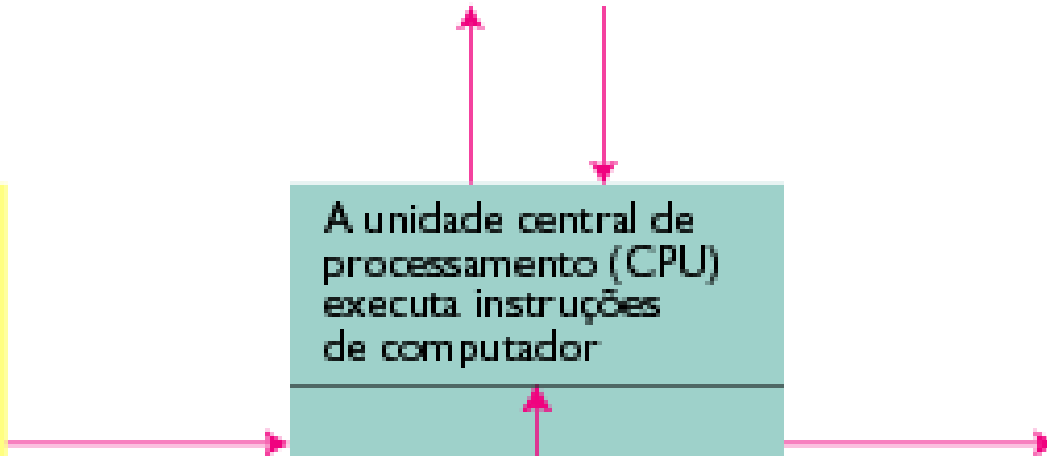 A unidade central de
processamento (CPU)
executa instruções
de computador